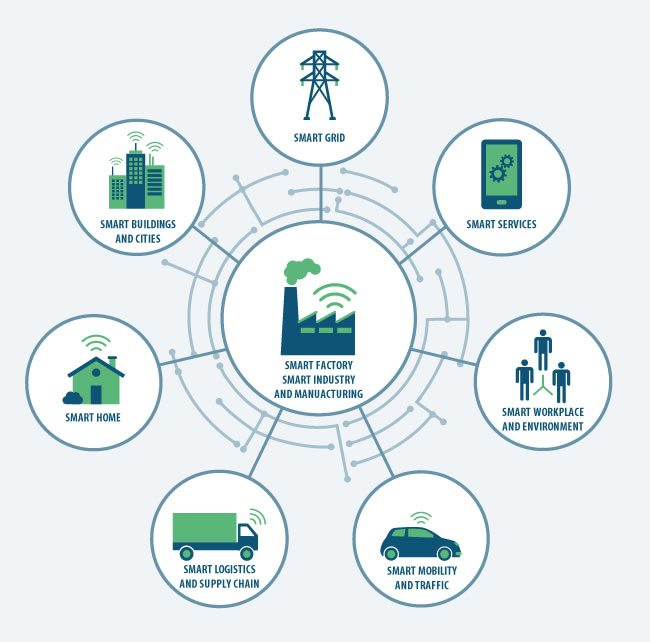 SMART GRID
SMART BUILDINGS
AND CITIES
SMART SERVICES
SMART FACTORY
SMART INDUSTRY
AND MANUACTURING
SMART HOME
SMART WORKPLACE
AND ENVIRONMENT
SMART LOGISTICS
AND SUPPLY CHAIN
SMART MOBILITY
AND TRAFFIC